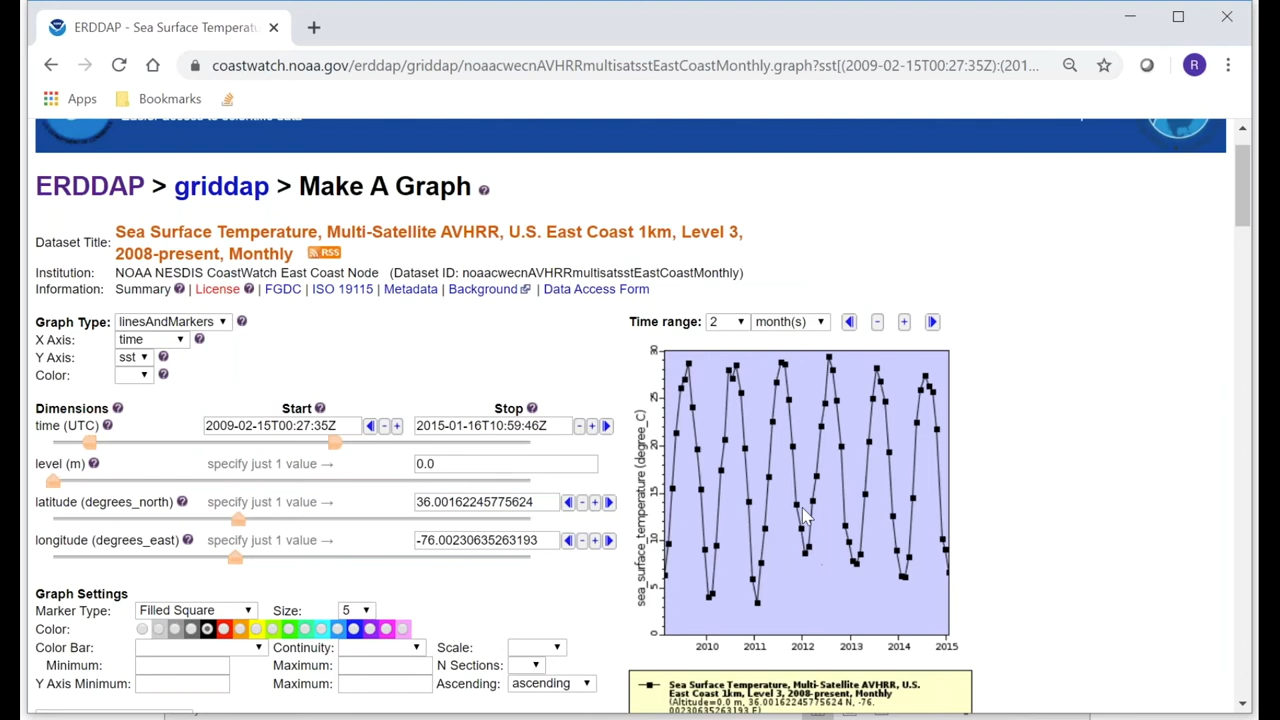 ERDDAP - Sea Surface Temperatu
coastwatch.noaa.gov/erddap/griddap/noaacwecnAVHRRmultisatsstEastCoastMonthly.graph?sst[(2009-02-15T00:27:35Z):(201...
R
Apps Bookmarks
ERDDAP > griddap > Make A Graph ?
Dataset Title: Sea Surface Temperature, Multi-Satellite AVHRR, U.S. East Coast 1km, Level 3,
2008-present, Monthly RSS
Institution: NOAA NESDIS CoastWatch East Coast Node (Dataset ID: noaacwecnAVHRRmultisatsstEastCoastMonthly)
Information: Summary ? | License ? | FGDC | ISO 19115 | Metadata | Background | Data Access Form
Graph Type: linesAndMarkers ?
X Axis: time ?
Y Axis: sst ?
Color: ?
Dimensions ? Start ? Stop ?
time (UTC) ? 2009-02-15T00:27:35Z - + 2015-01-16T10:59:46Z - +
level (m) ? specify just 1 value → 0.0
latitude (degrees_north) ? specify just 1 value → 36.00162245775624 - +
longitude (degrees_east) ? specify just 1 value → -76.00230635263193 - +
Graph Settings
Marker Type: Filled Square Size: 5
Color:
Color Bar: Continuity: Scale:
Minimum: Maximum: N Sections:
Y Axis Minimum: Maximum: Ascending: ascending
Time range: 2 month(s) - +
sea_surface_temperature (degree_C)
30
25
20
15
10
5
0
2010 2011 2012 2013 2014 2015
Sea Surface Temperature, Multi-Satellite AVHRR, U.S.
East Coast 1km, Level 3, 2008-present, Monthly
(Altitude=0.0 m, 36.00162245775624 N, -76.
00230635263193 E)